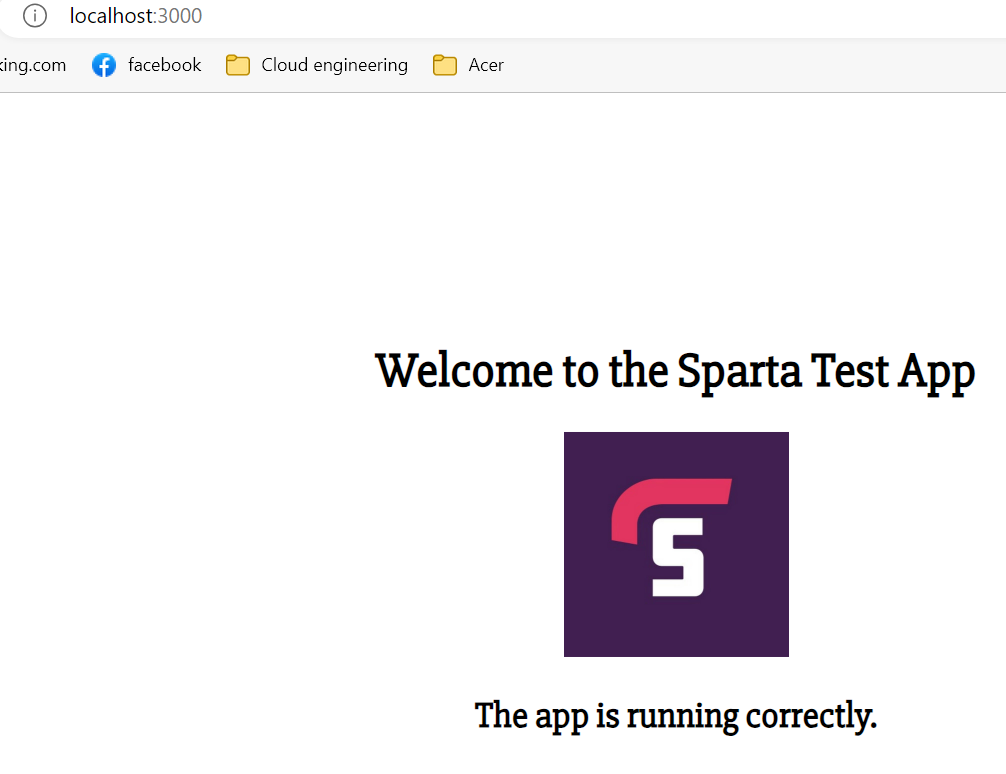 localhost:3000
king.com facebook Cloud engineering Acer
Welcome to the Sparta Test App
S
The app is running correctly.